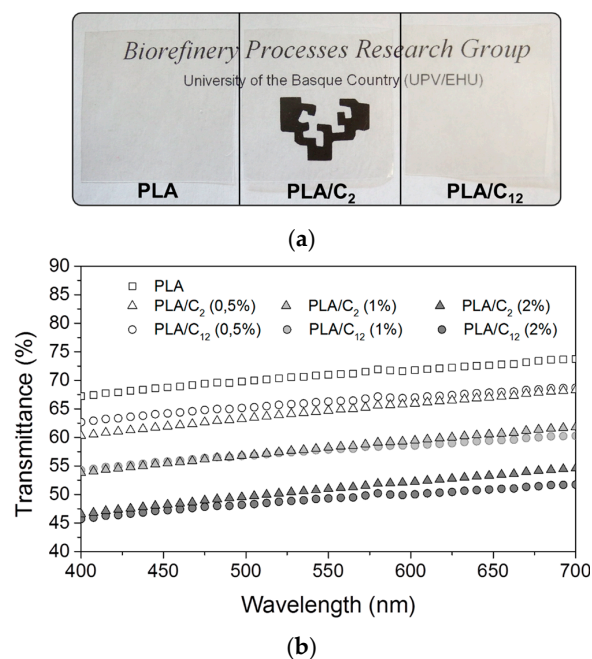 Biorefinery Processes Research Group
University of the Basque Country (UPV/EHU)
PLA PLA/C₂ PLA/C₁₂
(a)
90
85
80
75
70
65
60
55
50
45
40
Transmittance (%)
PLA
PLA/C₂ (0,5%) PLA/C₂ (1%) PLA/C₂ (2%)
PLA/C₁₂ (0,5%) PLA/C₁₂ (1%) PLA/C₁₂ (2%)
400 450 500 550 600 650 700
Wavelength (nm)
(b)